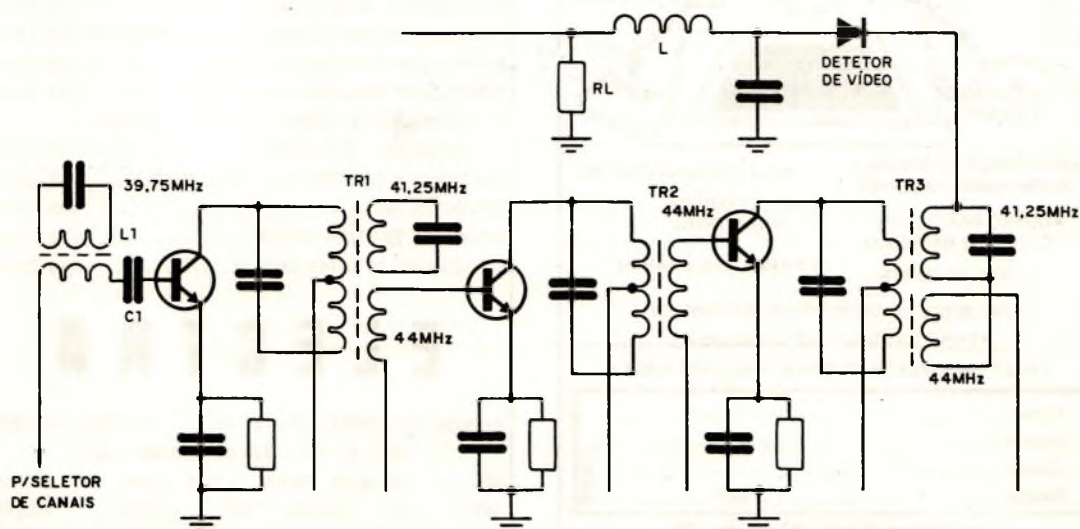 L
RL
DETETOR
DE VÍDEO
39,75MHz
L1
C1
TR1
41,25MHz
44MHz
TR2
44MHz
TR3
41,25MHz
44MHz
P/SELETOR
DE CANAIS